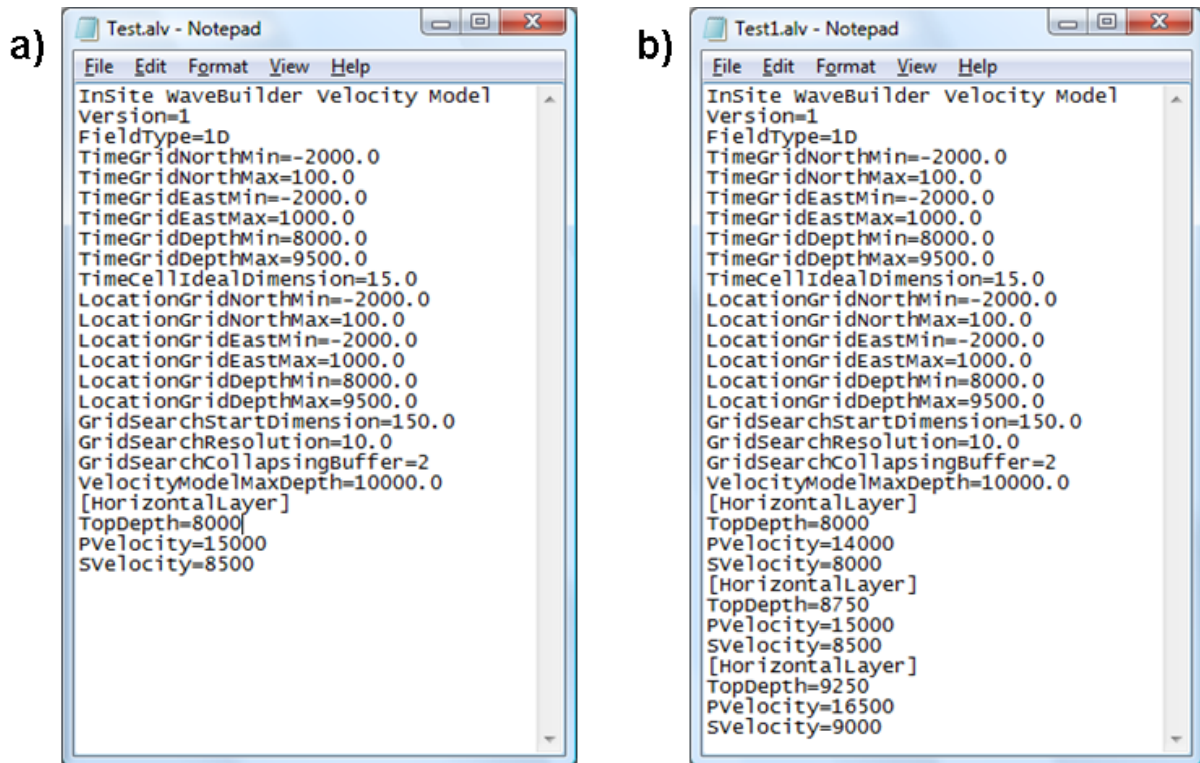 a)
Test.alv - Notepad
File Edit Format View Help
InSite WaveBuilder Velocity Model
Version=1
FieldType=1D
TimeGridNorthMin=-2000.0
TimeGridNorthMax=100.0
TimeGridEastMin=-2000.0
TimeGridEastMax=1000.0
TimeGridDepthMin=8000.0
TimeGridDepthMax=9500.0
TimeCellIdealDimension=15.0
LocationGridNorthMin=-2000.0
LocationGridNorthMax=100.0
LocationGridEastMin=-2000.0
LocationGridEastMax=1000.0
LocationGridDepthMin=8000.0
LocationGridDepthMax=9500.0
GridSearchStartDimension=150.0
GridSearchResolution=10.0
GridSearchCollapsingBuffer=2
VelocityModelMaxDepth=10000.0
[HorizontalLayer]
TopDepth=8000
PVelocity=15000
SVelocity=8500
b)
Test1.alv - Notepad
File Edit Format View Help
InSite WaveBuilder Velocity Model
Version=1
FieldType=1D
TimeGridNorthMin=-2000.0
TimeGridNorthMax=100.0
TimeGridEastMin=-2000.0
TimeGridEastMax=1000.0
TimeGridDepthMin=8000.0
TimeGridDepthMax=9500.0
TimeCellIdealDimension=15.0
LocationGridNorthMin=-2000.0
LocationGridNorthMax=100.0
LocationGridEastMin=-2000.0
LocationGridEastMax=1000.0
LocationGridDepthMin=8000.0
LocationGridDepthMax=9500.0
GridSearchStartDimension=150.0
GridSearchResolution=10.0
GridSearchCollapsingBuffer=2
VelocityModelMaxDepth=10000.0
[HorizontalLayer]
TopDepth=8000
PVelocity=14000
SVelocity=8000
[HorizontalLayer]
TopDepth=8750
PVelocity=15000
SVelocity=8500
[HorizontalLayer]
TopDepth=9250
PVelocity=16500
SVelocity=9000